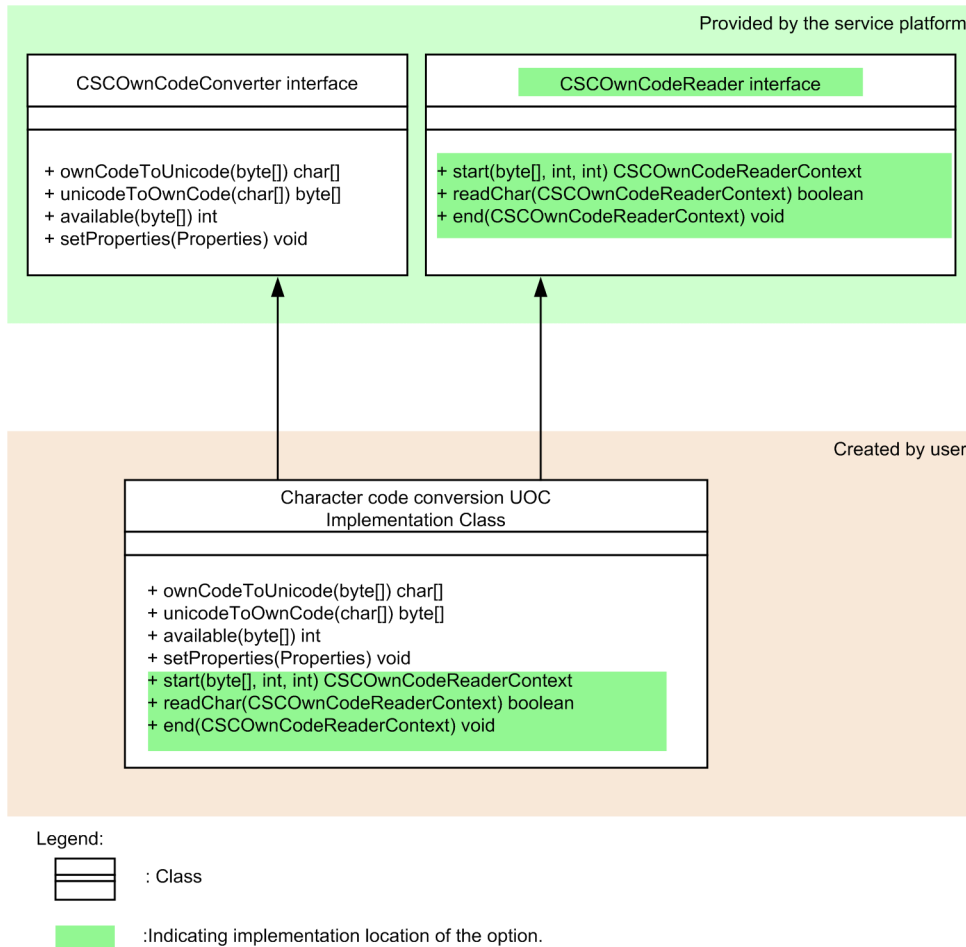 Provided by the service platform
CSCOwnCodeConverter interface
+ ownCodeToUnicode(byte[]) char[]
+ unicodeToOwnCode(char[]) byte[]
+ available(byte[]) int
+ setProperties(Properties) void
CSCOwnCodeReader interface
+ start(byte[], int, int) CSCOwnCodeReaderContext
+ readChar(CSCOwnCodeReaderContext) boolean
+ end(CSCOwnCodeReaderContext) void
Created by user
Character code conversion UOC
Implementation Class
+ ownCodeToUnicode(byte[]) char[]
+ unicodeToOwnCode(char[]) byte[]
+ available(byte[]) int
+ setProperties(Properties) void
+ start(byte[], int, int) CSCOwnCodeReaderContext
+ readChar(CSCOwnCodeReaderContext) boolean
+ end(CSCOwnCodeReaderContext) void
Legend:
: Class
:Indicating implementation location of the option.